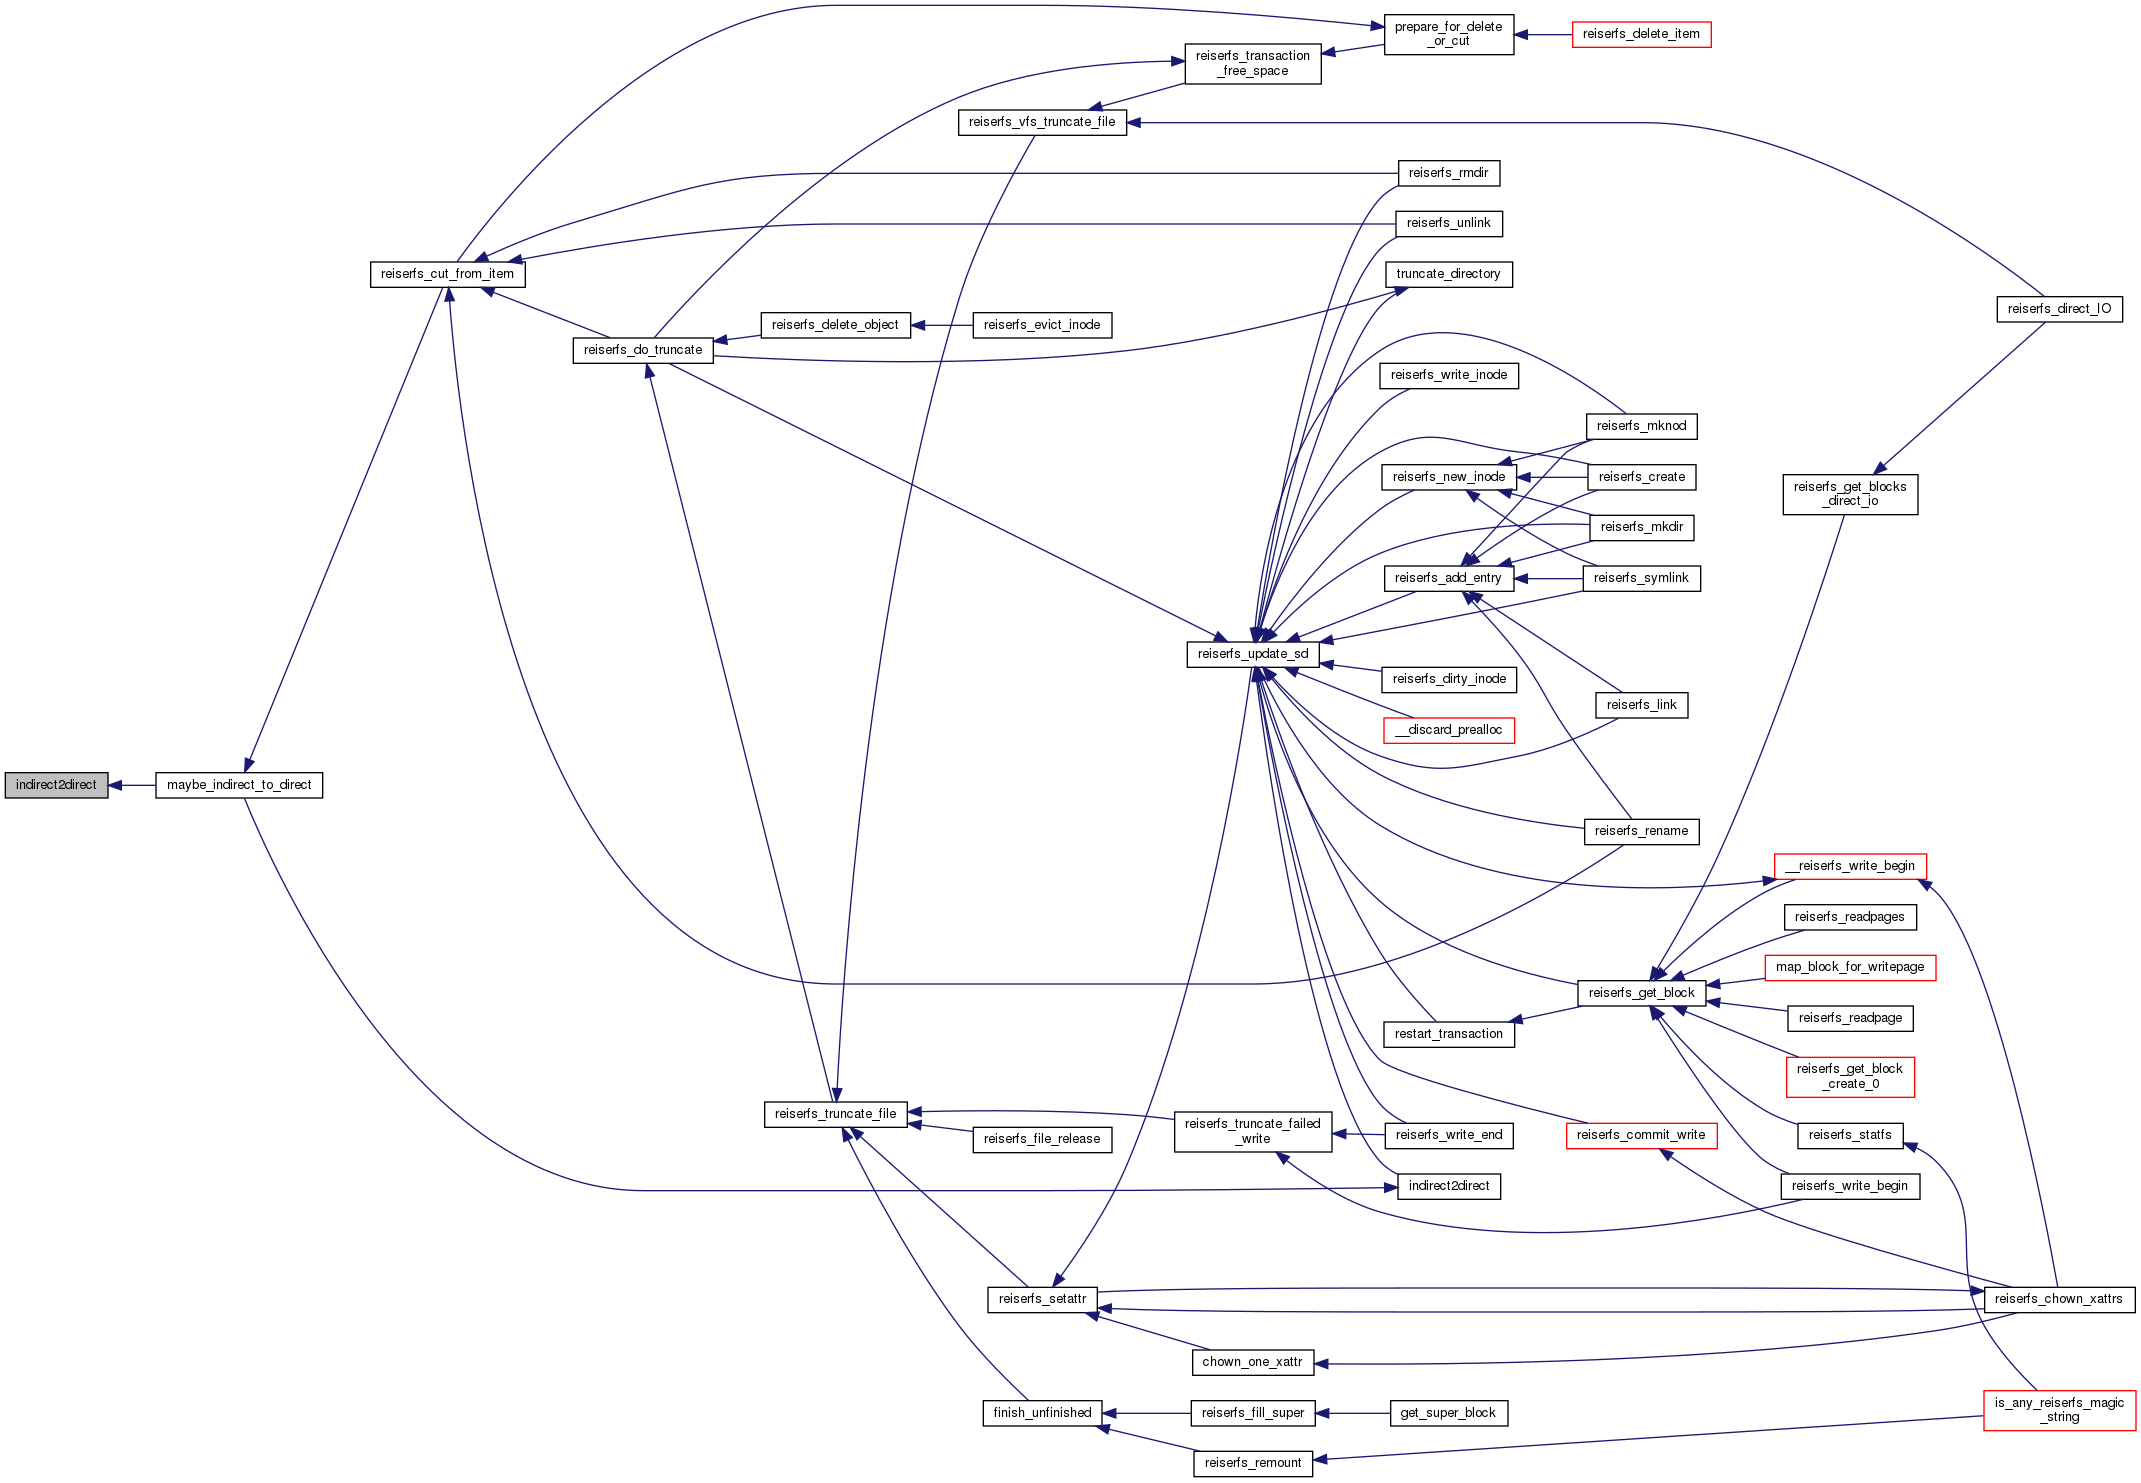 prepare_for_delete
_or_cut
reiserfs_delete_item
reiserfs_transaction
_free_space
reiserfs_vfs_truncate_file
reiserfs_rmdir
reiserfs_unlink
reiserfs_cut_from_item
truncate_directory
reiserfs_direct_IO
reiserfs_delete_object
reiserfs_evict_inode
reiserfs_do_truncate
reiserfs_write_inode
reiserfs_mknod
reiserfs_new_inode
reiserfs_create
reiserfs_get_blocks
_direct_io
reiserfs_mkdir
reiserfs_add_entry
reiserfs_symlink
reiserfs_update_sd
reiserfs_dirty_inode
reiserfs_link
__discard_prealloc
indirect2direct
maybe_indirect_to_direct
reiserfs_rename
__reiserfs_write_begin
reiserfs_readpages
map_block_for_writepage
reiserfs_get_block
reiserfs_readpage
restart_transaction
reiserfs_get_block
_create_0
reiserfs_truncate_file
reiserfs_truncate_failed
_write
reiserfs_file_release
reiserfs_write_end
reiserfs_commit_write
reiserfs_statfs
indirect2direct
reiserfs_write_begin
reiserfs_setattr
reiserfs_chown_xattrs
chown_one_xattr
finish_unfinished
reiserfs_fill_super
get_super_block
is_any_reiserfs_magic
_string
reiserfs_remount